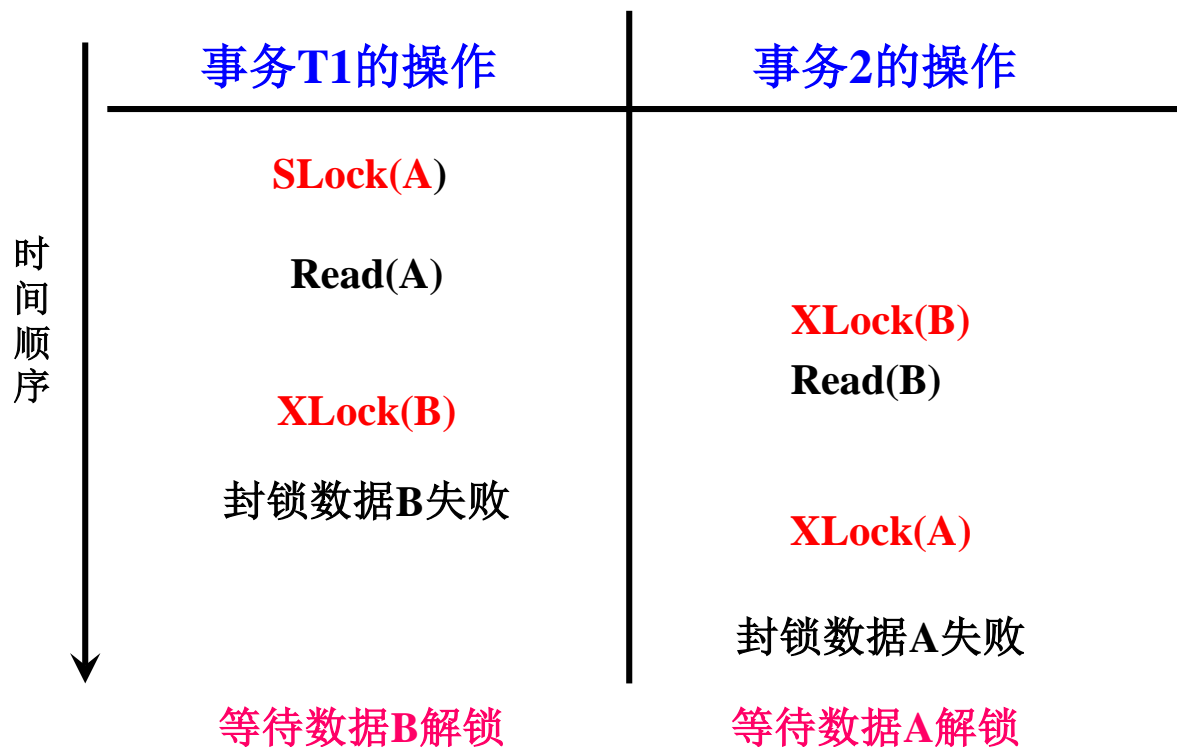 事务T1的操作
事务2的操作
SLock(A)
Read(A)
XLock(B)
Read(B)
XLock(B)
封锁数据B失败
XLock(A)
封锁数据A失败
等待数据B解锁
等待数据A解锁
时间顺序